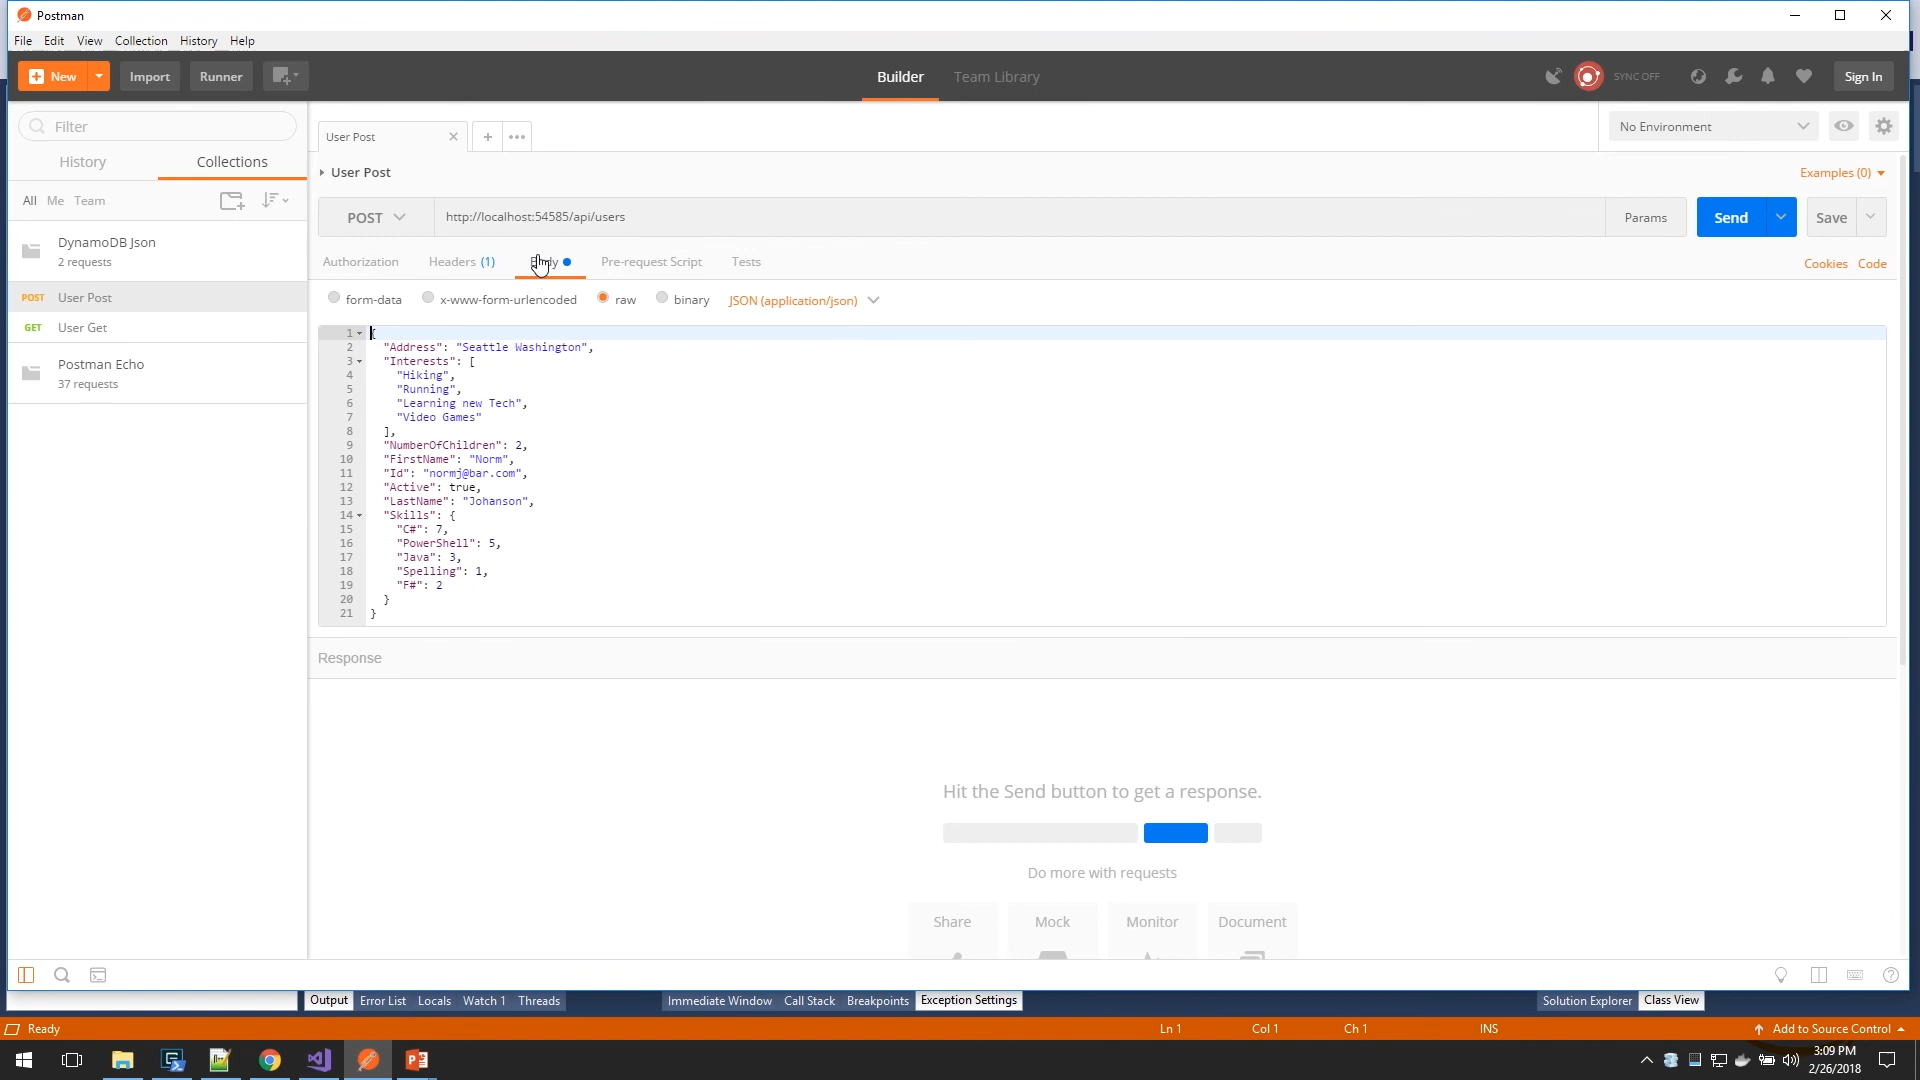 Postman
File Edit View Collection History Help
New Import Runner Builder Team Library SYNC OFF Sign In
Filter
History Collections
All Me Team
DynamoDB Json
2 requests
POST User Post
GET User Get
Postman Echo
37 requests
User Post
No Environment
User Post
Examples (0)
POST http://localhost:54585/api/users Params Send Save
Authorization Headers (1) Pre-request Script Tests Cookies Code
form-data x-www-form-urlencoded raw binary JSON (application/json)
1 {
2 "Address": "Seattle Washington",
3 "Interests": [
4 "Hiking",
5 "Running",
6 "Learning new Tech",
7 "Video Games"
8 ],
9 "NumberOfChildren": 2,
10 "FirstName": "Norm",
11 "Id": "normj@bar.com",
12 "Active": true,
13 "LastName": "Johanson",
14 "Skills": {
15 "C#": 7,
16 "PowerShell": 5,
17 "Java": 3,
18 "Spelling": 1,
19 "F#": 2
20 }
21 }
Response
Hit the Send button to get a response.
Do more with requests
Share Mock Monitor Document
Output Error List Locals Watch 1 Threads Immediate Window Call Stack Breakpoints Exception Settings Solution Explorer Class View
Ready Ln 1 Col 1 Ch 1 INS Add to Source Control
3:09 PM
2/26/2018